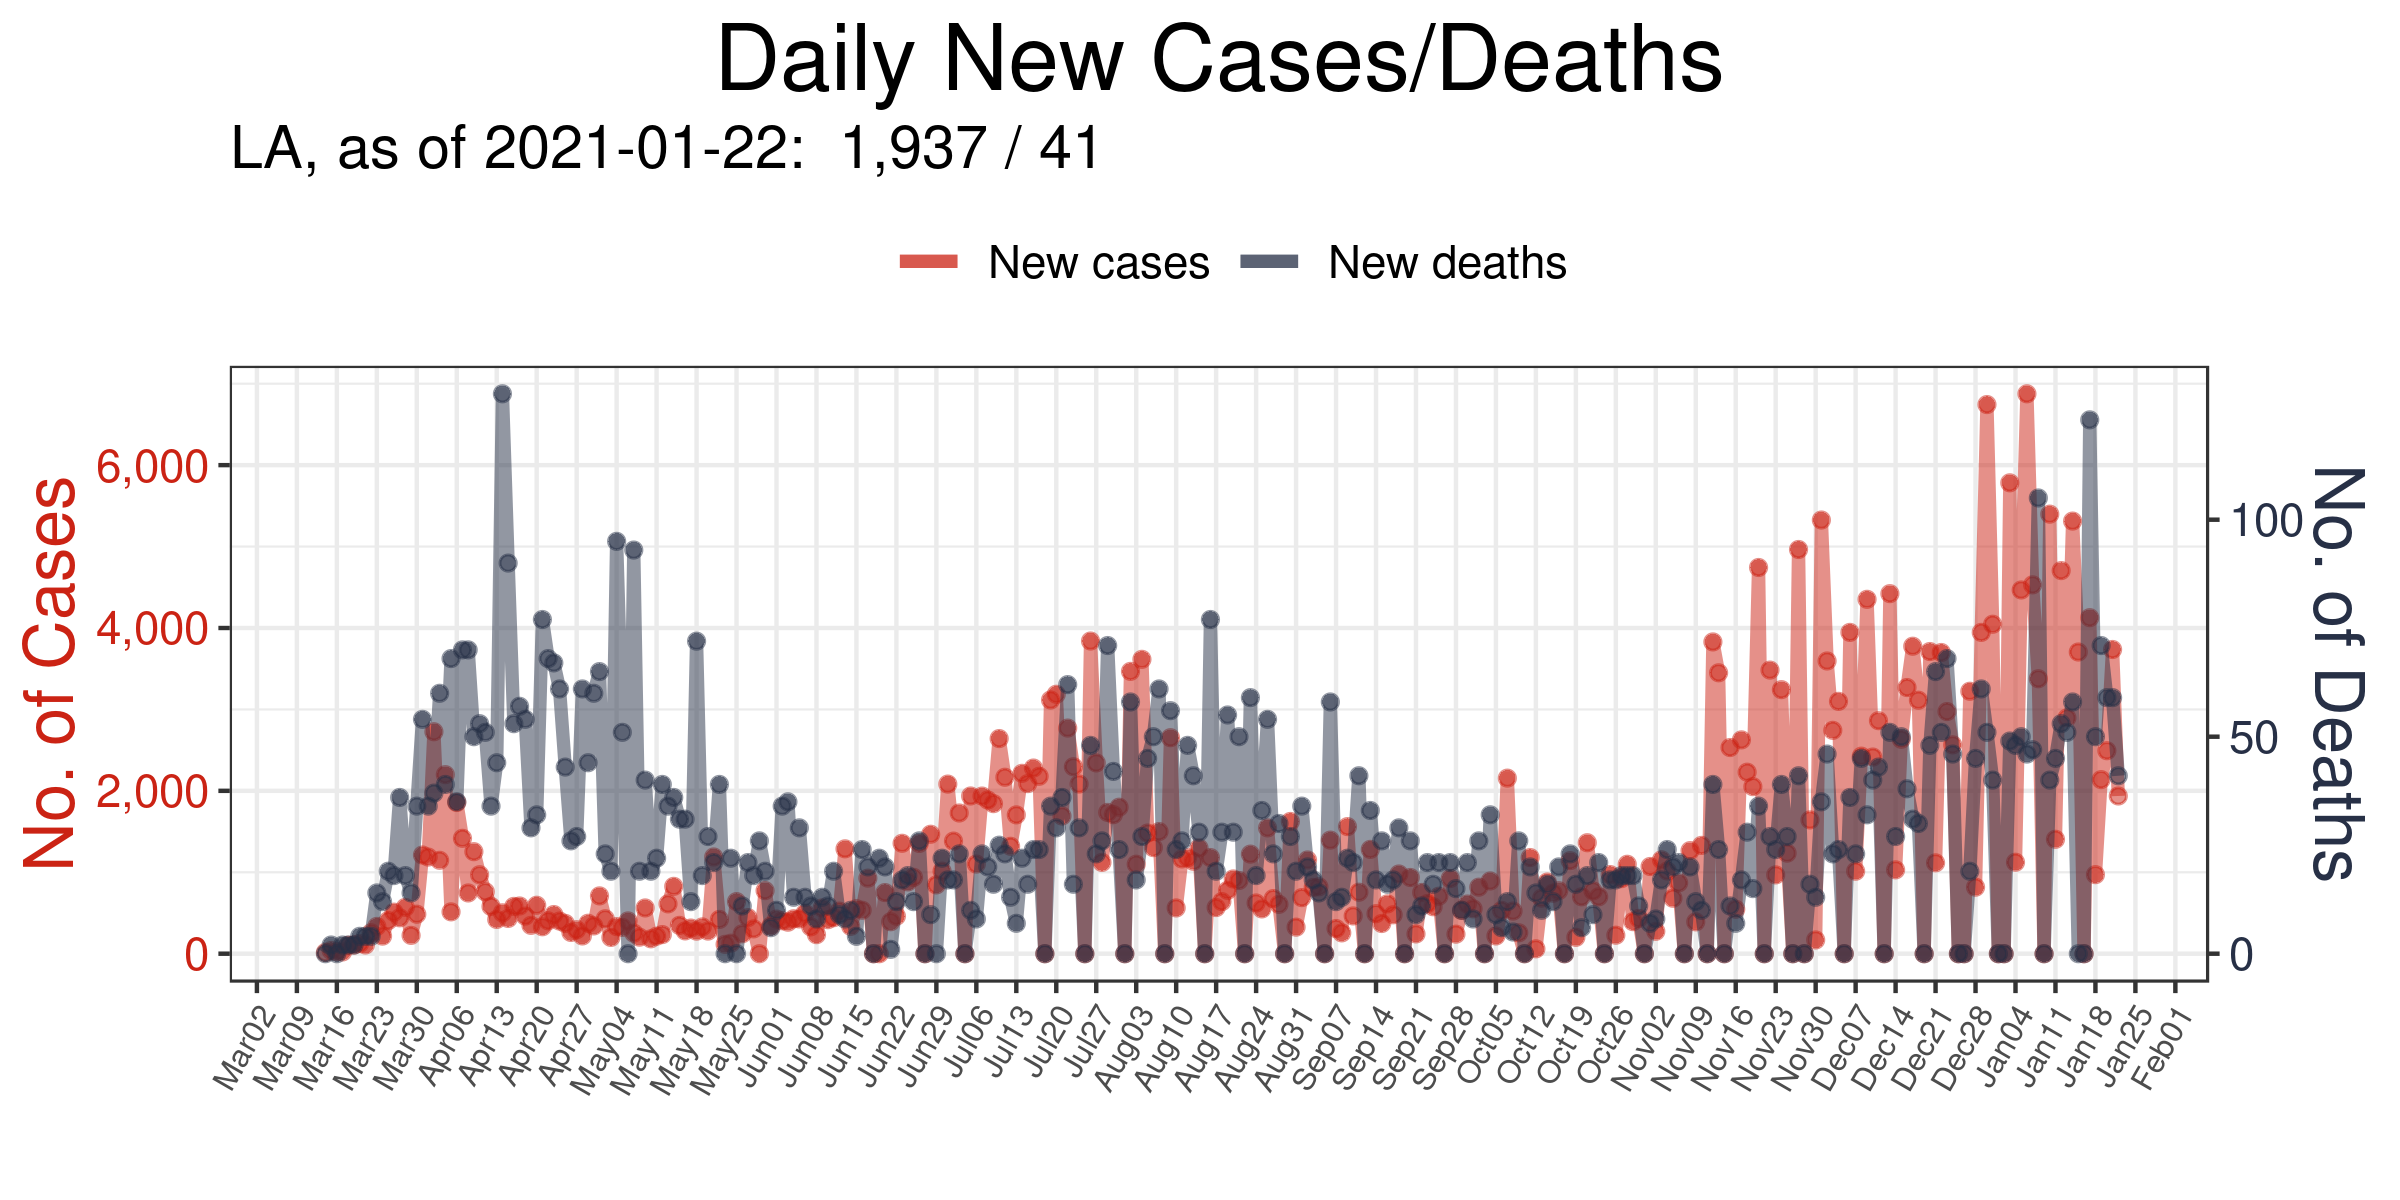 Daily New Cases/Deaths
LA, as of 2021-01-22:  1,937 / 41
New cases
New deaths
No. of Cases
6,000
4,000
2,000
0
100
50
0
No. of Deaths
Mar02 Mar09 Mar16 Mar23 Mar30 Apr06 Apr13 Apr20 Apr27 May04 May11 May18 May25 Jun01 Jun08 Jun15 Jun22 Jun29 Jul06 Jul13 Jul20 Jul27 Aug03 Aug10 Aug17 Aug24 Aug31 Sep07 Sep14 Sep21 Sep28 Oct05 Oct12 Oct19 Oct26 Nov02 Nov09 Nov16 Nov23 Nov30 Dec07 Dec14 Dec21 Dec28 Jan04 Jan11 Jan18 Jan25 Feb01